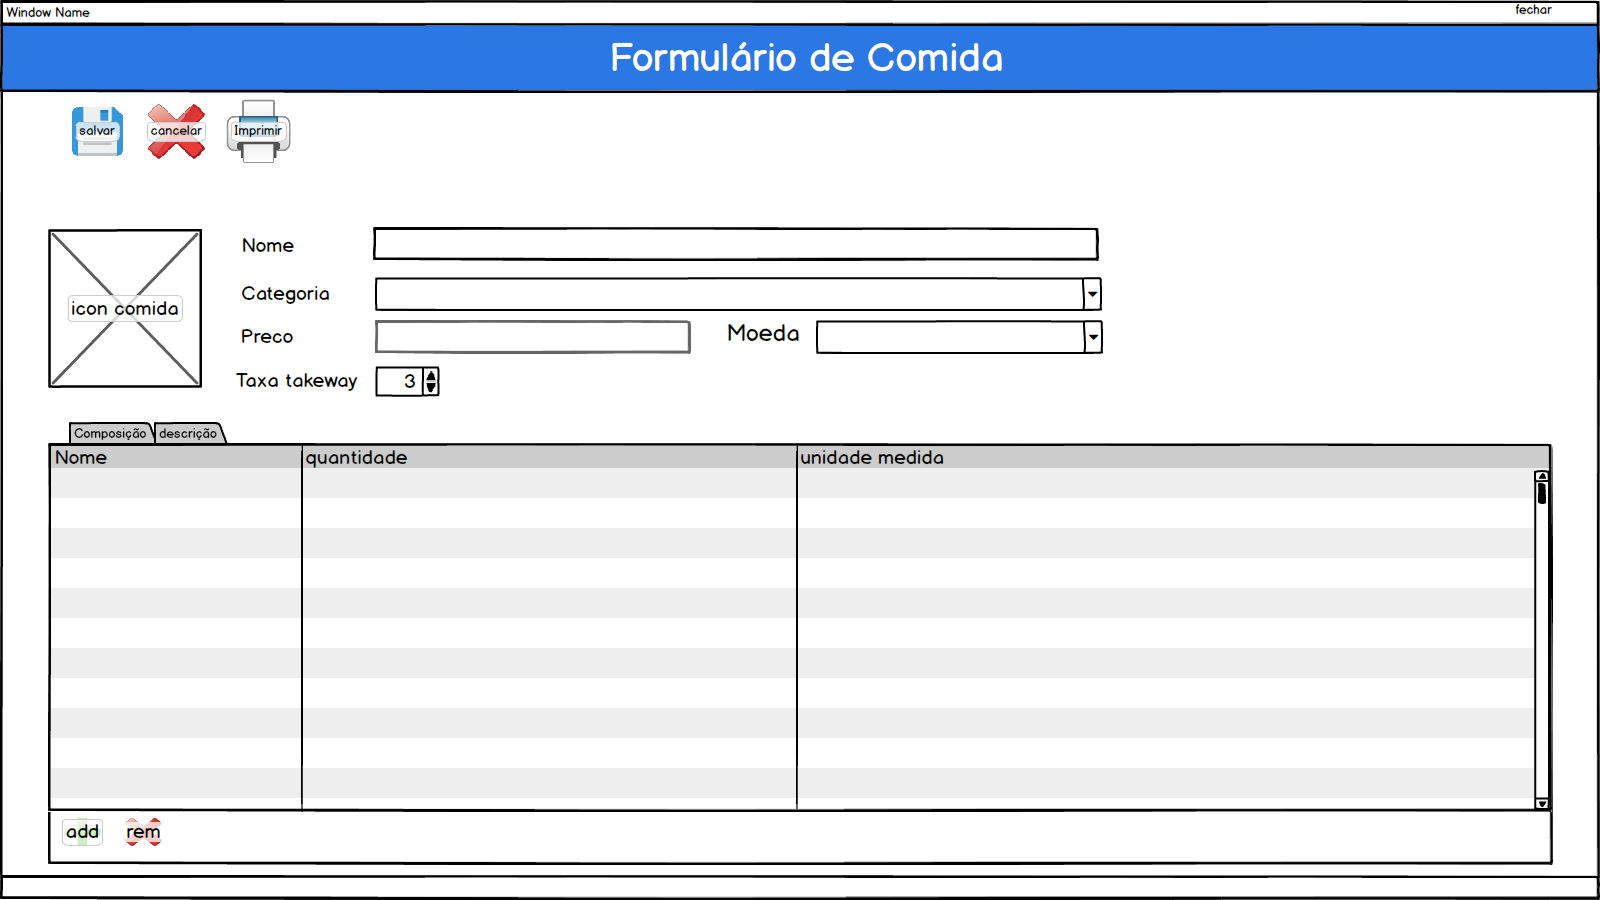 Window Name
fechar
Formulário de Comida
salvar
cancelar
Imprimir
icon comida
Nome
Categoria
Preco
Moeda
Taxa takeway
3
Composição
descrição
Nome
quantidade
unidade medida
add
rem